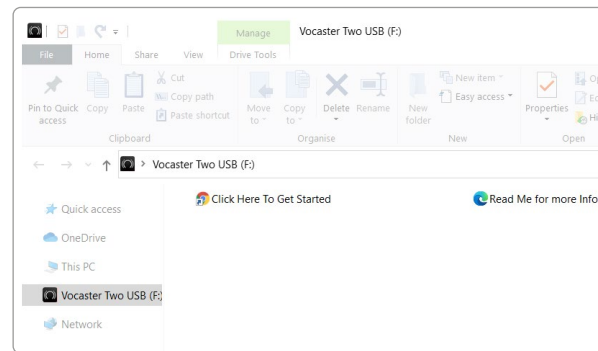 Manage
Vocaster Two USB (F:)
File
Home
Share
View
Drive Tools
Pin to Quick access
Copy
Paste
Cut
Copy path
Paste shortcut
Clipboard
Move to
Copy to
Delete
Rename
Organise
New folder
New item
Easy access
New
Properties
Op
Ed
Hi
Open
Vocaster Two USB (F:)
Quick access
OneDrive
This PC
Vocaster Two USB (F:)
Network
Click Here To Get Started
Read Me for more Info